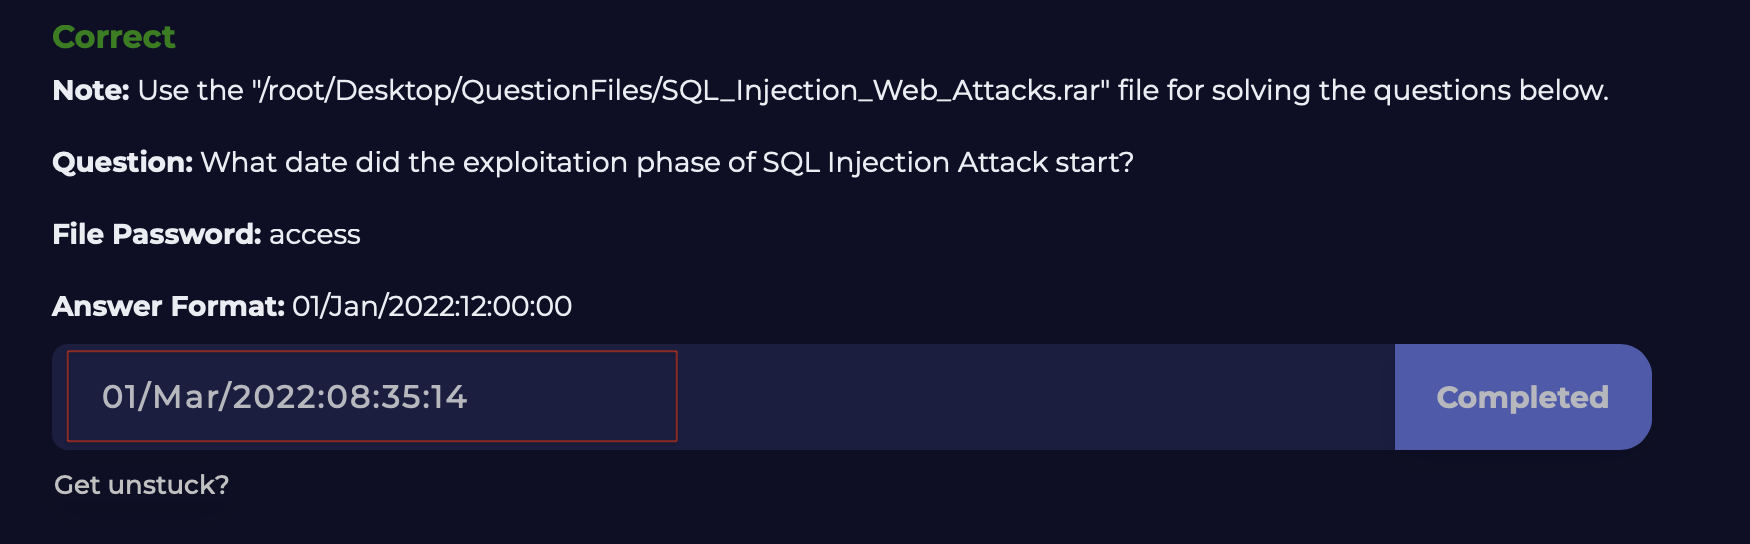 Correct
Note: Use the "/root/Desktop/QuestionFiles/SQL_Injection_Web_Attacks.rar" file for solving the questions below.
Question: What date did the exploitation phase of SQL Injection Attack start?
File Password: access
Answer Format: 01/Jan/2022:12:00:00
01/Mar/2022:08:35:14
Completed
Get unstuck?